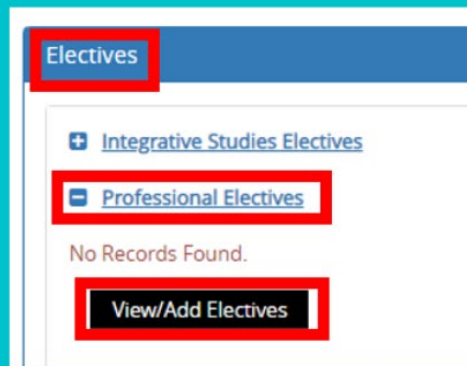 Electives
Integrative Studies Electives
Professional Electives
No Records Found.
View/Add Electives